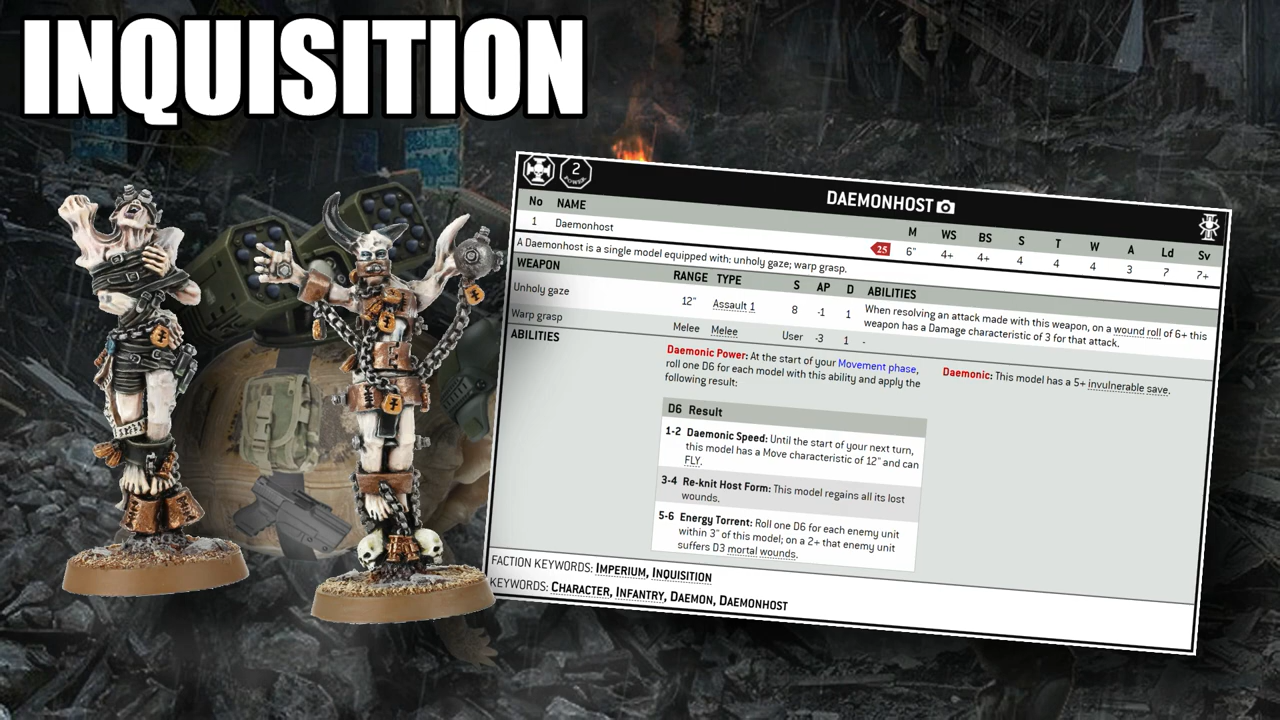 INQUISITION
2
POWER
DAEMONHOST
No NAME M WS BS S T W A Ld Sv
1 Daemonhost 25 6" 4+ 4+ 4 4 4 3 7 7+
A Daemonhost is a single model equipped with: unholy gaze; warp grasp.
WEAPON RANGE TYPE S AP D ABILITIES
Unholy gaze 12" Assault 1 8 -1 1 When resolving an attack made with this weapon, on a wound roll of 6+ this
weapon has a Damage characteristic of 3 for that attack.
Warp grasp Melee Melee User -3 1 -
ABILITIES
Daemonic Power: At the start of your Movement phase,
roll one D6 for each model with this ability and apply the
following result:
D6 Result
1-2 Daemonic Speed: Until the start of your next turn,
this model has a Move characteristic of 12" and can
FLY.
3-4 Re-knit Host Form: This model regains all its lost
wounds.
5-6 Energy Torrent: Roll one D6 for each enemy unit
within 3" of this model; on a 2+ that enemy unit
suffers D3 mortal wounds.
Daemonic: This model has a 5+ invulnerable save.
FACTION KEYWORDS: IMPERIUM, INQUISITION
KEYWORDS: CHARACTER, INFANTRY, DAEMON, DAEMONHOST